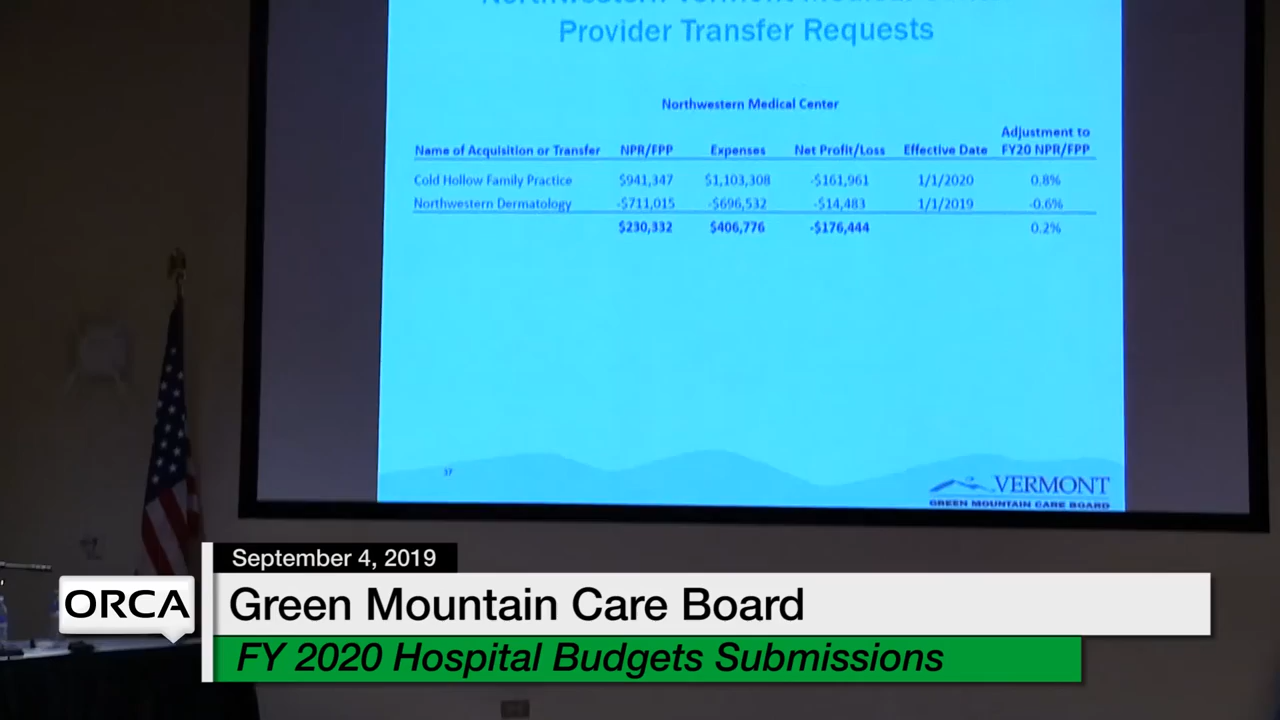 Northwestern Vermont Medical
Provider Transfer Requests
Northwestern Medical Center
Name of Acquisition or Transfer NPR/FPP Expenses Net Profit/Loss Effective Date Adjustment to FY20 NPR/FPP
Cold Hollow Family Practice $941,347 $1,103,308 -$161,961 1/1/2020 0.8%
Northwestern Dermatology -$711,015 -$696,532 -$14,483 1/1/2019 -0.6%
$230,332 $406,776 -$176,444 0.2%
37
VERMONT
GREEN MOUNTAIN CARE BOARD
September 4, 2019
ORCA
Green Mountain Care Board
FY 2020 Hospital Budgets Submissions